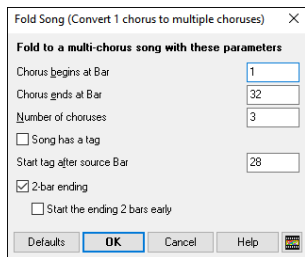 Fold Song (Convert 1 chorus to multiple choruses)
Fold to a multi-chorus song with these parameters
Chorus begins at Bar 1
Chorus ends at Bar 32
Number of choruses 3
Song has a tag
Start tag after source Bar 28
2-bar ending
Start the ending 2 bars early
Defaults OK Cancel Help